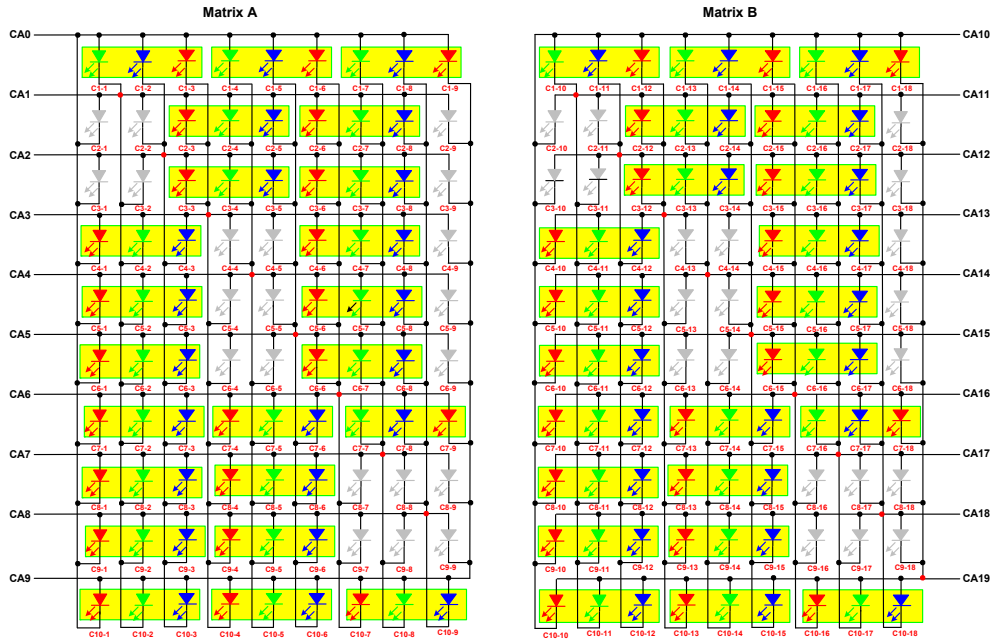 Matrix A Matrix B
CA0 CA10
C1-1 C1-2 C1-3 C1-4 C1-5 C1-6 C1-7 C1-8 C1-9 C1-10 C1-11 C1-12 C1-13 C1-14 C1-15 C1-16 C1-17 C1-18
CA1 CA11
C2-1 C2-2 C2-3 C2-4 C2-5 C2-6 C2-7 C2-8 C2-9 C2-10 C2-11 C2-12 C2-13 C2-14 C2-15 C2-16 C2-17 C2-18
CA2 CA12
C3-1 C3-2 C3-3 C3-4 C3-5 C3-6 C3-7 C3-8 C3-9 C3-10 C3-11 C3-12 C3-13 C3-14 C3-15 C3-16 C3-17 C3-18
CA3 CA13
C4-1 C4-2 C4-3 C4-4 C4-5 C4-6 C4-7 C4-8 C4-9 C4-10 C4-11 C4-12 C4-13 C4-14 C4-15 C4-16 C4-17 C4-18
CA4 CA14
C5-1 C5-2 C5-3 C5-4 C5-5 C5-6 C5-7 C5-8 C5-9 C5-10 C5-11 C5-12 C5-13 C5-14 C5-15 C5-16 C5-17 C5-18
CA5 CA15
C6-1 C6-2 C6-3 C6-4 C6-5 C6-6 C6-7 C6-8 C6-9 C6-10 C6-11 C6-12 C6-13 C6-14 C6-15 C6-16 C6-17 C6-18
CA6 CA16
C7-1 C7-2 C7-3 C7-4 C7-5 C7-6 C7-7 C7-8 C7-9 C7-10 C7-11 C7-12 C7-13 C7-14 C7-15 C7-16 C7-17 C7-18
CA7 CA17
C8-1 C8-2 C8-3 C8-4 C8-5 C8-6 C8-7 C8-8 C8-9 C8-10 C8-11 C8-12 C8-13 C8-14 C8-15 C8-16 C8-17 C8-18
CA8 CA18
C9-1 C9-2 C9-3 C9-4 C9-5 C9-6 C9-7 C9-8 C9-9 C9-10 C9-11 C9-12 C9-13 C9-14 C9-15 C9-16 C9-17 C9-18
CA9 CA19
C10-1 C10-2 C10-3 C10-4 C10-5 C10-6 C10-7 C10-8 C10-9 C10-10 C10-11 C10-12 C10-13 C10-14 C10-15 C10-16 C10-17 C10-18